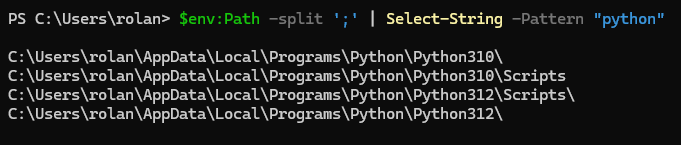 PS C:\Users\rolan> $env:Path -split ';' | Select-String -Pattern "python"
C:\Users\rolan\AppData\Local\Programs\Python\Python310\
C:\Users\rolan\AppData\Local\Programs\Python\Python310\Scripts
C:\Users\rolan\AppData\Local\Programs\Python\Python312\Scripts\
C:\Users\rolan\AppData\Local\Programs\Python\Python312\